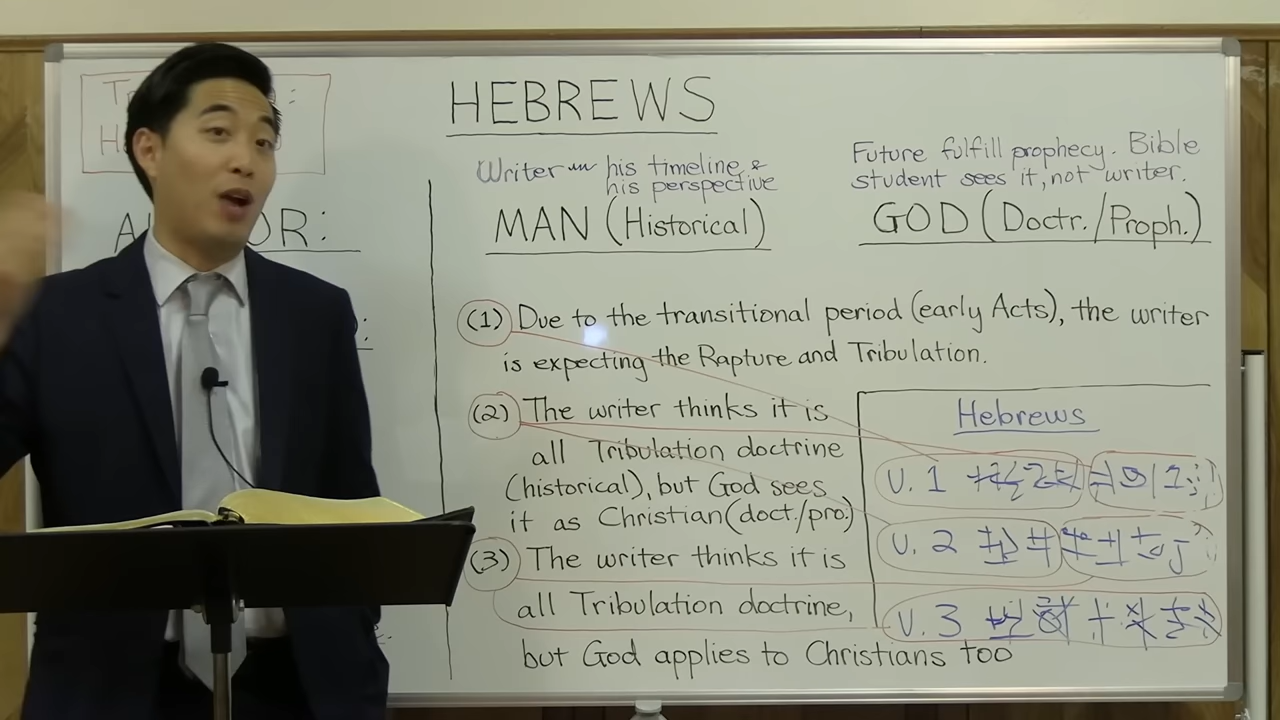 HEBREWS
Writer in his timeline &
his perspective
MAN (Historical)
Future fulfill prophecy. Bible
student sees it, not writer.
GOD (Doctr./Proph.)
(1) Due to the transitional period (early Acts), the writer
is expecting the Rapture and Tribulation.
(2) The writer thinks it is
all Tribulation doctrine
(historical), but God sees
it as Christian (doct./pro.)
(3) The writer thinks it is
all Tribulation doctrine,
but God applies to Christians too
Hebrews
V. 1
V. 2
V. 3